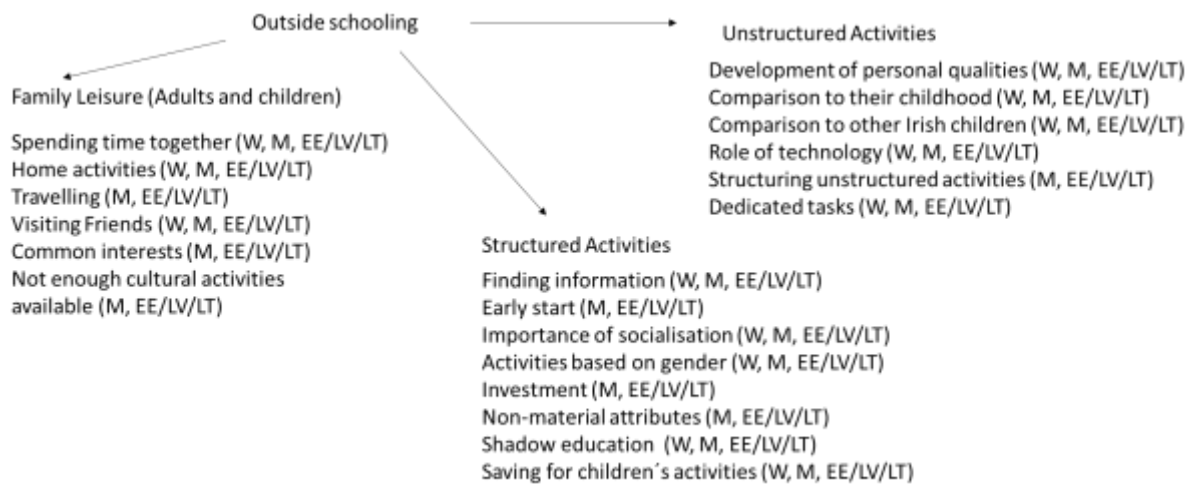 Outside schooling
Family Leisure (Adults and children)
Spending time together (W, M, EE/LV/LT)
Home activities (W, M, EE/LV/LT)
Travelling (M, EE/LV/LT)
Visiting Friends (W, M, EE/LV/LT)
Common interests (M, EE/LV/LT)
Not enough cultural activities
available (M, EE/LV/LT)
Structured Activities
Finding information (W, M, EE/LV/LT)
Early start (M, EE/LV/LT)
Importance of socialisation (W, M, EE/LV/LT)
Activities based on gender (W, M, EE/LV/LT)
Investment (M, EE/LV/LT)
Non-material attributes (M, EE/LV/LT)
Shadow education (W, M, EE/LV/LT)
Saving for children´s activities (W, M, EE/LV/LT)
Unstructured Activities
Development of personal qualities (W, M, EE/LV/LT)
Comparison to their childhood (W, M, EE/LV/LT)
Comparison to other Irish children (W, M, EE/LV/LT)
Role of technology (W, M, EE/LV/LT)
Structuring unstructured activities (M, EE/LV/LT)
Dedicated tasks (W, M, EE/LV/LT)